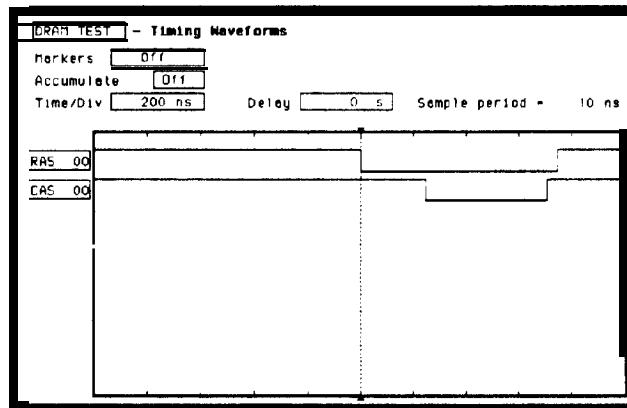 DRAM TEST - Timing Waveforms
Markers Off
Accumulate Off
Time/Div 200 ns Delay 0 s Sample period = 10 ns
RAS 00
CAS 00